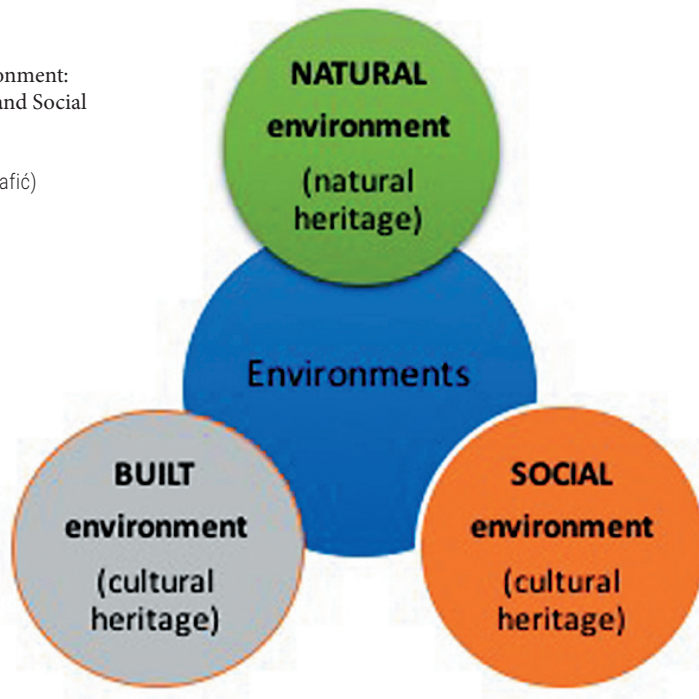 onment:
and Social
afić)
NATURAL
environment
(natural
heritage)
Environments
BUILT
environment
(cultural
heritage)
SOCIAL
environment
(cultural
heritage)